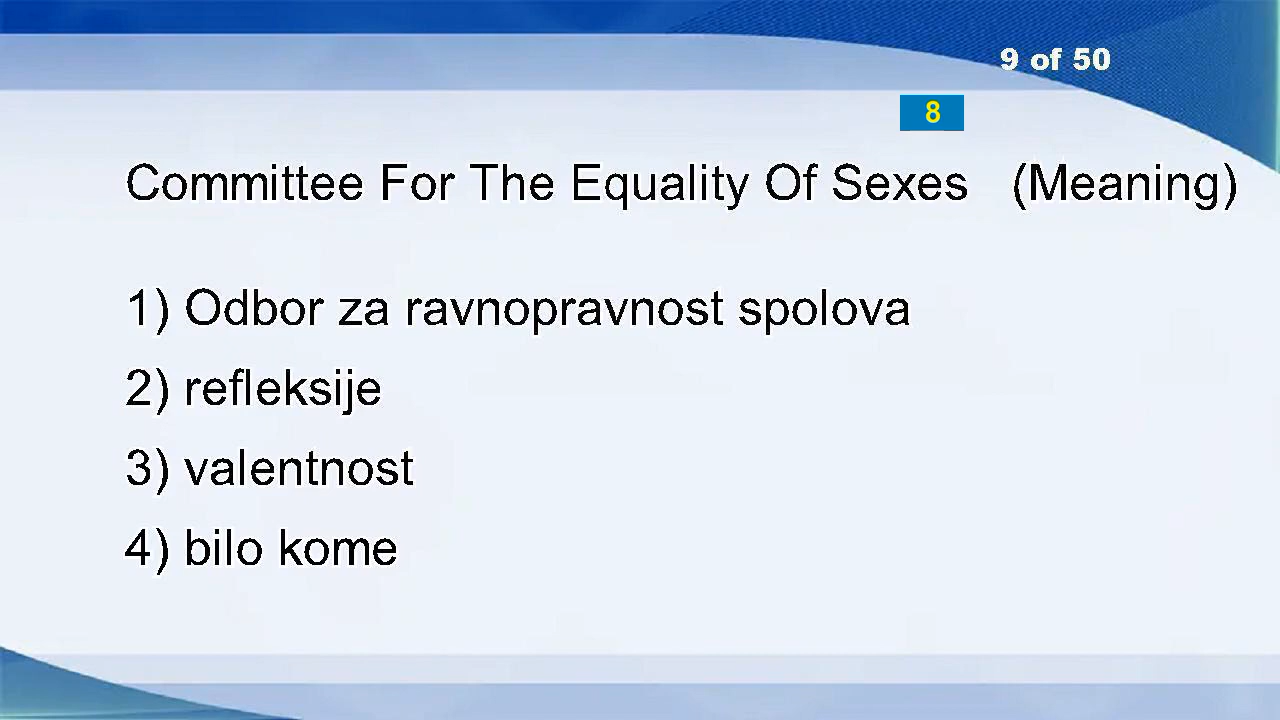 9 of 50
8
Committee For The Equality Of Sexes (Meaning)
1) Odbor za ravnopravnost spolova
2) refleksije
3) valentnost
4) bilo kome